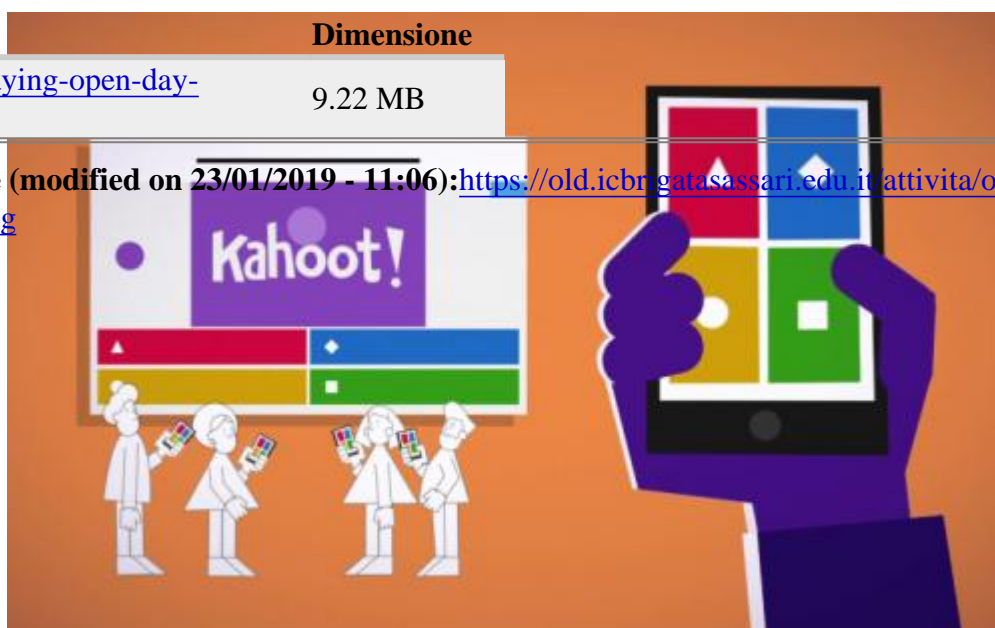 Dimensione
ying-open-day-
9.22 MB
(modified on 23/01/2019 - 11:06):https://old.icbrigatasassari.edu.it/attivita/o
g
Kahoot!